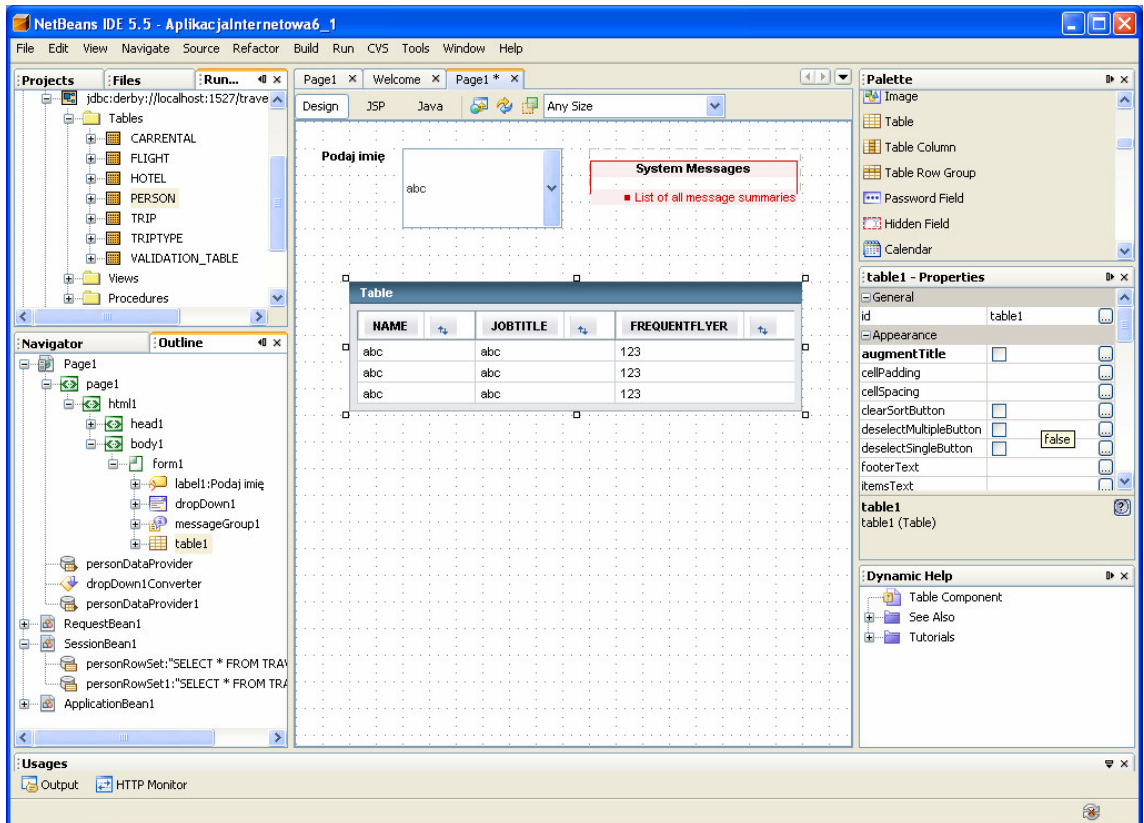 NetBeans IDE 5.5 - AplikacjaInternetowa6_1
File Edit View Navigate Source Refactor Build Run CVS Tools Window Help
Projects Files Run...
jdbc:derby://localhost:1527/trave
Tables
CARRENTAL
FLIGHT
HOTEL
PERSON
TRIP
TRIPTYPE
VALIDATION_TABLE
Views
Procedures
Navigator Outline
Page1
page1
html1
head1
body1
form1
label1:Podaj imię
dropDown1
messageGroup1
table1
personDataProvider
dropDown1Converter
personDataProvider1
RequestBean1
SessionBean1
personRowSet:"SELECT * FROM TRAV
personRowSet1:"SELECT * FROM TRA
ApplicationBean1
Page1 Welcome Page1 *
Design JSP Java Any Size
Podaj imię
abc
System Messages
List of all message summaries
Table
NAME JOBTITLE FREQUENTFLYER
abc abc 123
abc abc 123
abc abc 123
Palette
Image
Table
Table Column
Table Row Group
Password Field
Hidden Field
Calendar
table1 - Properties
General
id table1
Appearance
augmentTitle
cellPadding
cellSpacing
clearSortButton
deselectMultipleButton
false
deselectSingleButton
footerText
itemsText
table1
table1 (Table)
Dynamic Help
Table Component
See Also
Tutorials
Usages
Output HTTP Monitor